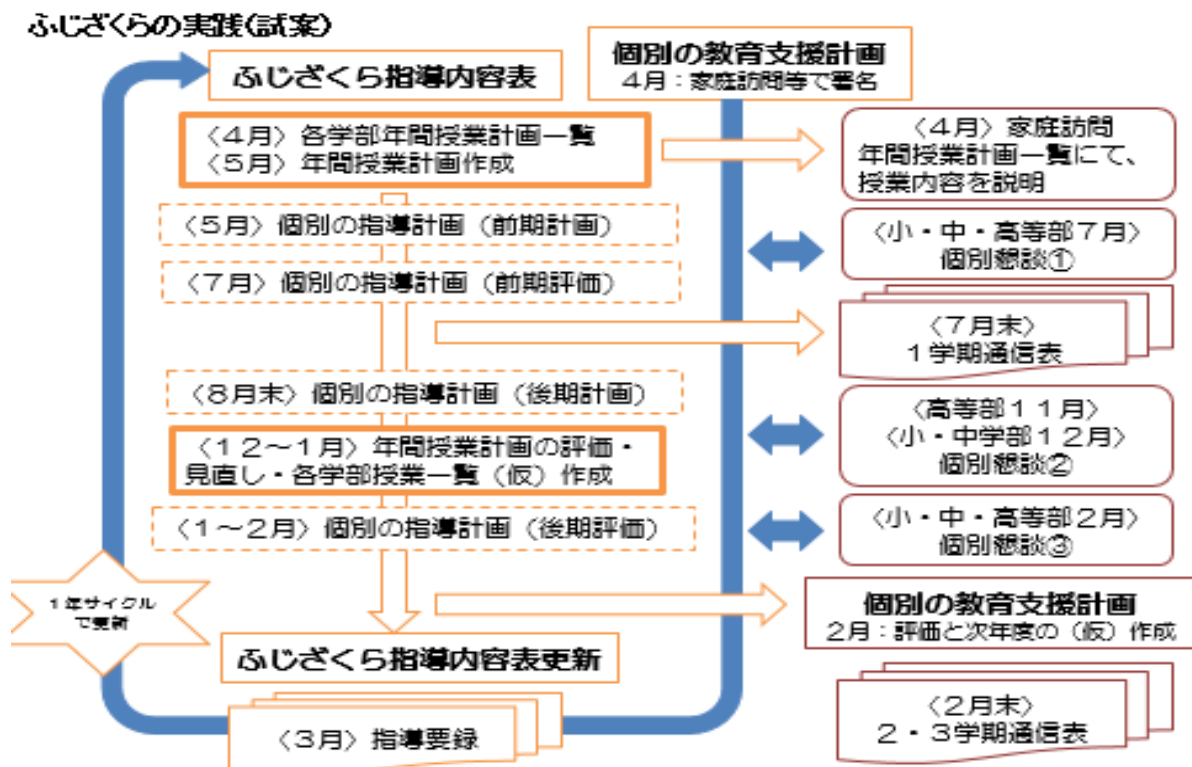 ふじざくらの実践(試案)
ふじざくら指導内容表
個別の教育支援計画
4月：家庭訪問等で署名
〈4月〉各学部年間授業計画一覧
〈5月〉年間授業計画作成
〈4月〉家庭訪問
年間授業計画一覧にて、
授業内容を説明
〈5月〉個別の指導計画（前期計画）
〈7月〉個別の指導計画（前期評価）
〈小・中・高等部7月〉
個別懇談①
〈7月末〉
1学期通信表
〈8月末〉個別の指導計画（後期計画）
〈12～1月〉年間授業計画の評価・
見直し・各学部授業一覧（仮）作成
〈高等部11月〉
〈小・中学部12月〉
個別懇談②
〈1～2月〉個別の指導計画（後期評価）
〈小・中・高等部2月〉
個別懇談③
1年サイクル
で更新
個別の教育支援計画
2月：評価と次年度の（仮）作成
ふじざくら指導内容表更新
〈3月〉指導要録
〈2月末〉
2・3学期通信表